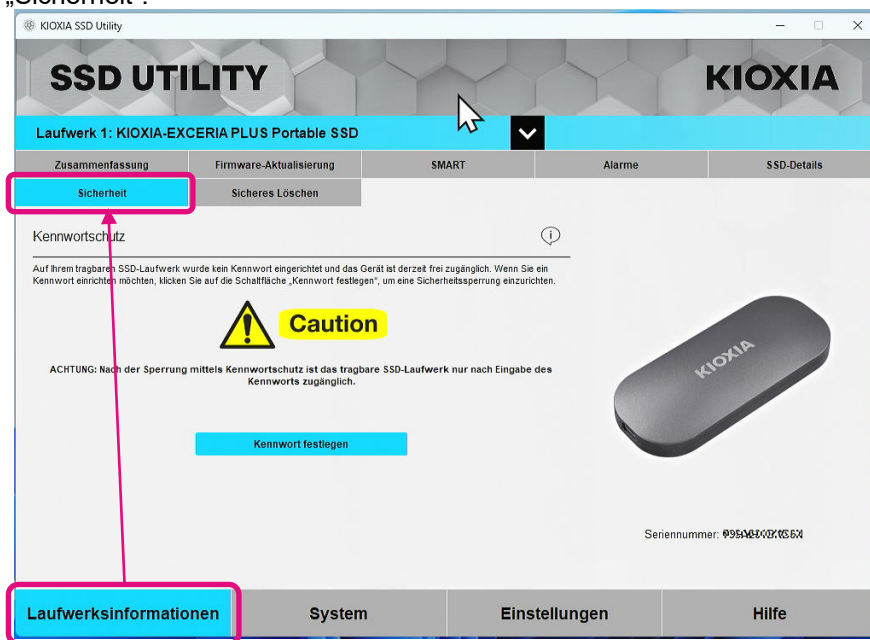 „Sicherheit“.
KIOXIA SSD Utility
SSD UTILITY
KIOXIA
Laufwerk 1: KIOXIA-EXCERIA PLUS Portable SSD
Zusammenfassung
Firmware-Aktualisierung
SMART
Alarme
SSD-Details
Sicherheit
Sicheres Löschen
Kennwortschutz
Auf Ihrem tragbaren SSD-Laufwerk wurde kein Kennwort eingerichtet und das Gerät ist derzeit frei zugänglich. Wenn Sie ein
Kennwort einrichten möchten, klicken Sie auf die Schaltfläche „Kennwort festlegen“, um eine Sicherheitssperrung einzurichten.
Caution
ACHTUNG: Nach der Sperrung mittels Kennwortschutz ist das tragbare SSD-Laufwerk nur nach Eingabe des
Kennworts zugänglich.
KIOXIA
Kennwort festlegen
Seriennummer:
Laufwerksinformationen
System
Einstellungen
Hilfe